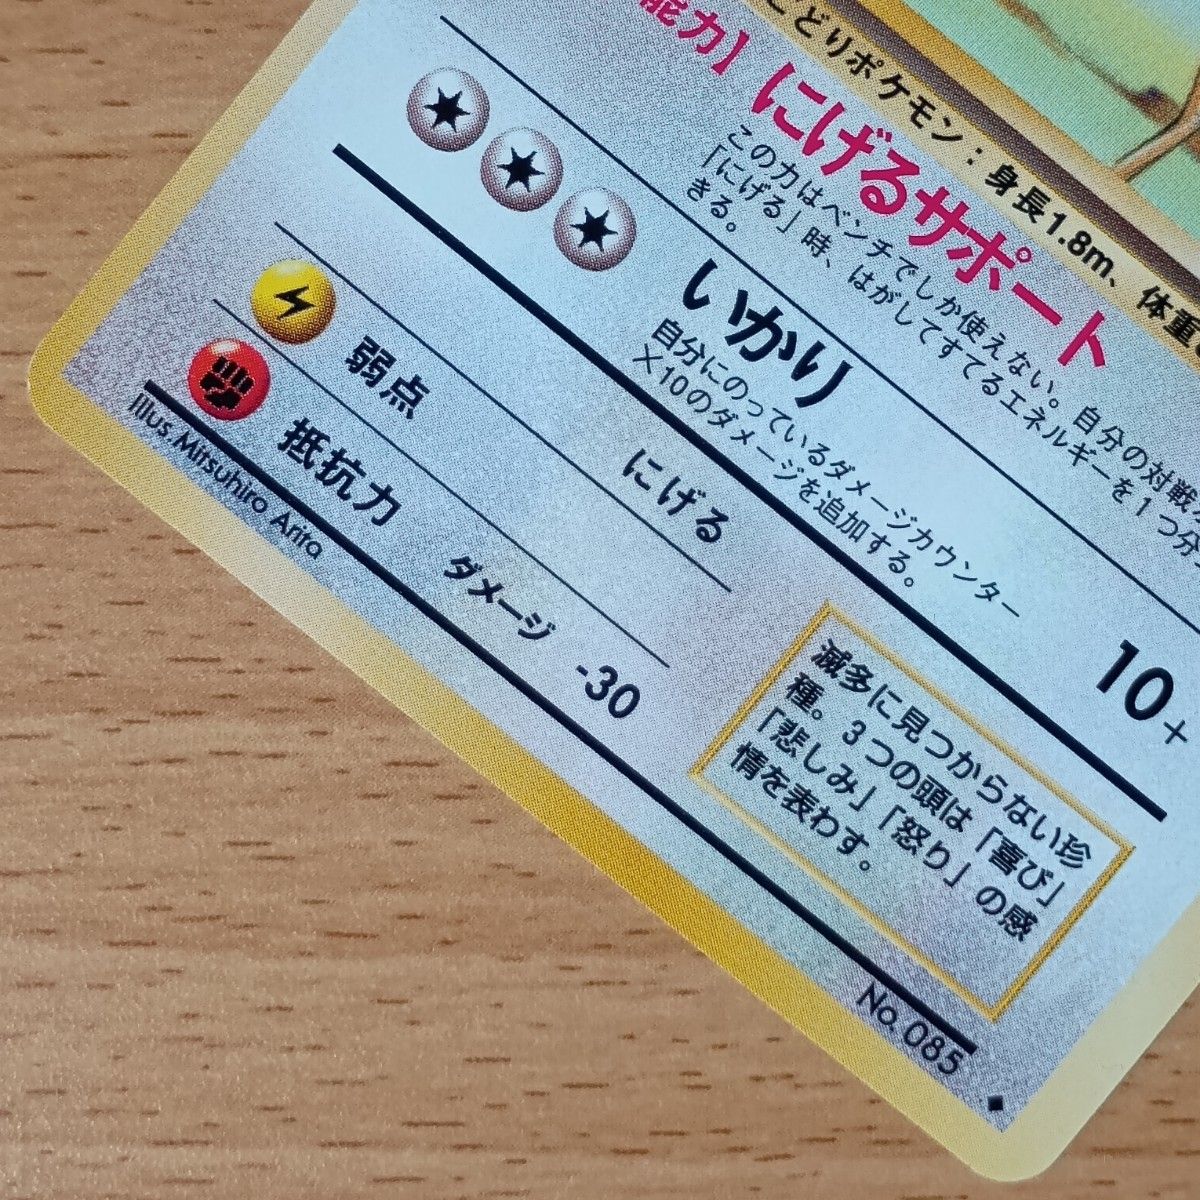 ごどりポケモン：身長1.8m、体重
能力】にげるサポート
この力はベンチでしか使えない。自分の対戦
「にげる」時、はがしてすてるエネルギーを1つ分
きる。
いかり
10+
自分にのっているダメージカウンター
×10のダメージを追加する。
弱点
にげる
抵抗力
ダメージ -30
滅多に見つからない珍
種。3つの頭は「喜び」
「悲しみ」「怒り」の感
情を表わす。
Illus. Mitsuhiro Arita
No. 085